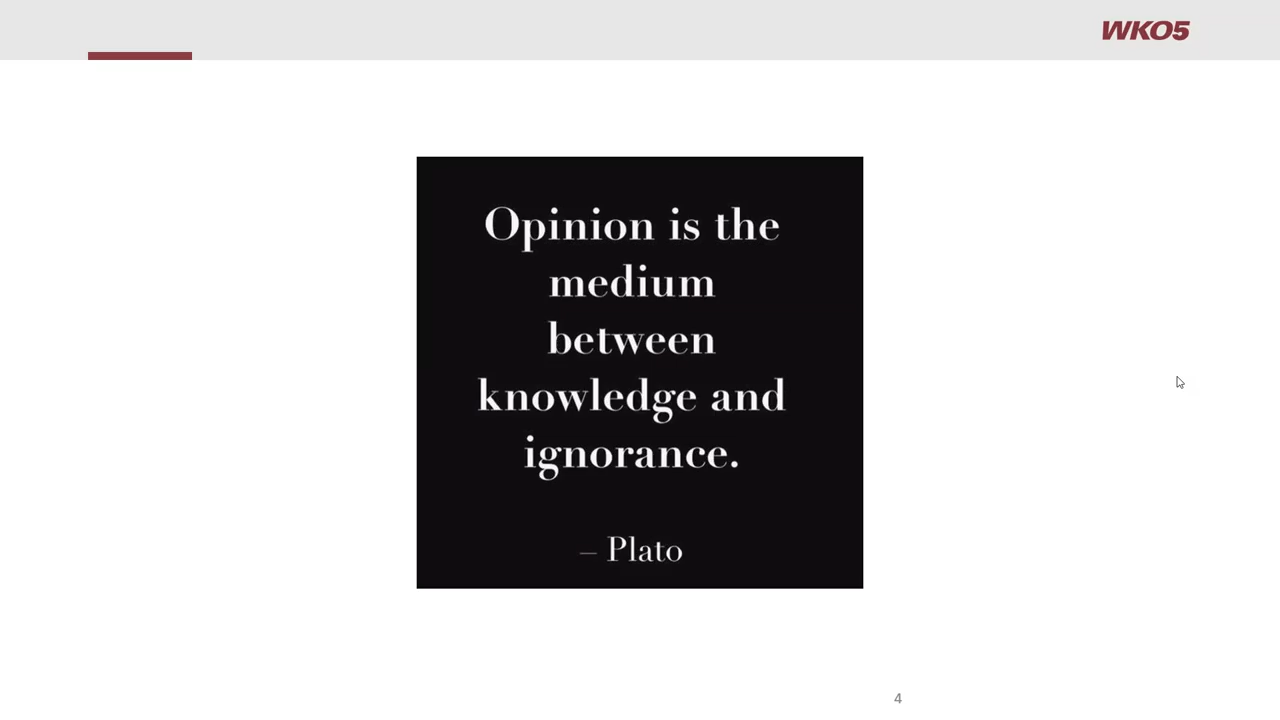 WKO5
Opinion is the
medium
between
knowledge and
ignorance.
– Plato
4